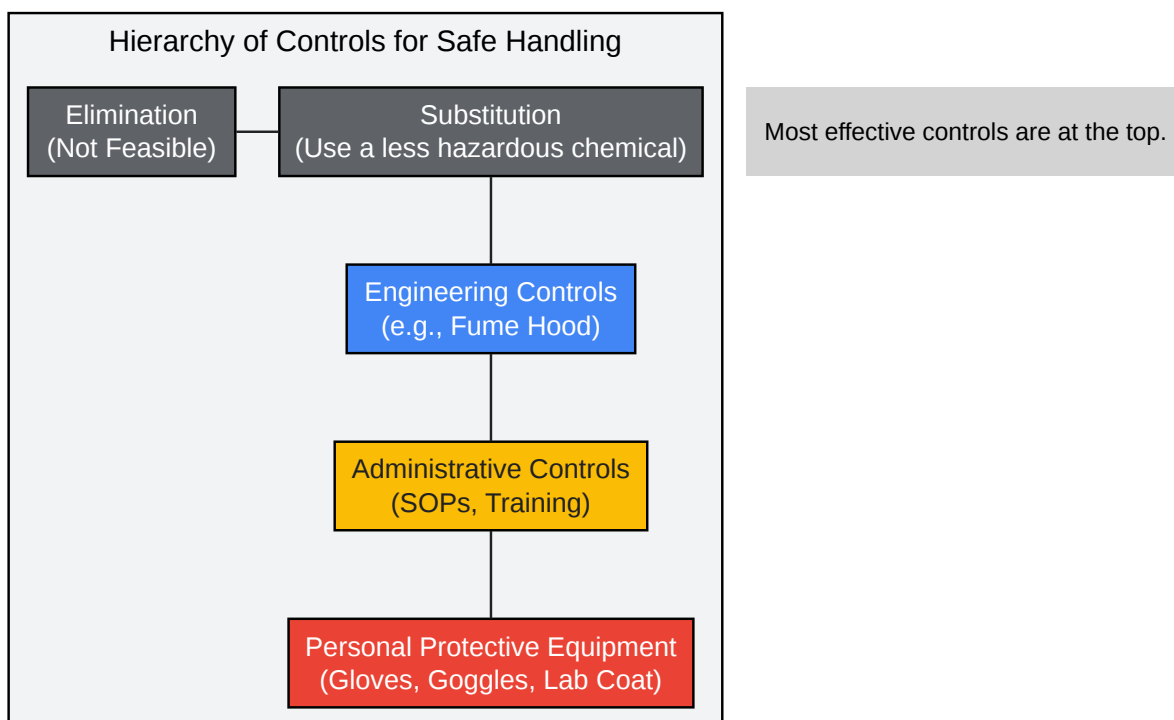 Hierarchy of Controls for Safe Handling
Elimination
(Not Feasible)
Substitution
(Use a less hazardous chemical)
Most effective controls are at the top.
Engineering Controls
(e.g., Fume Hood)
Administrative Controls
(SOPs, Training)
Personal Protective Equipment
(Gloves, Goggles, Lab Coat)